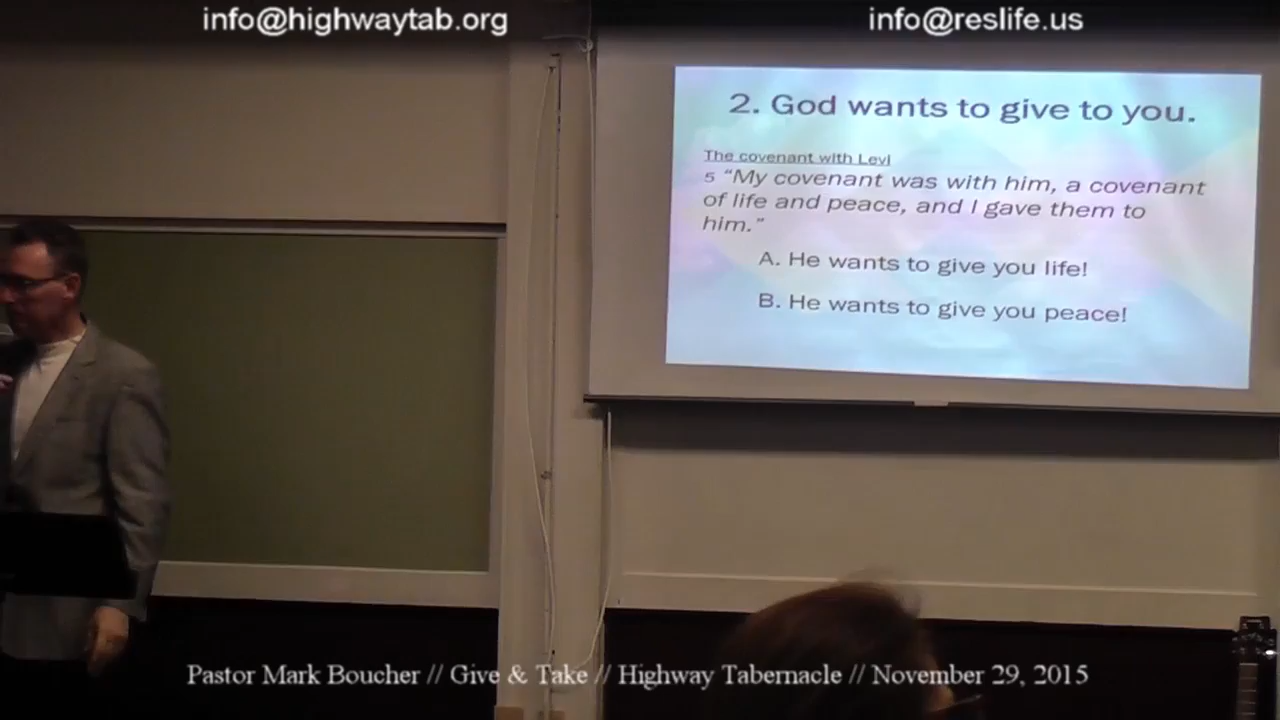 info@highwaytab.org
info@reslife.us
2. God wants to give to you.
The covenant with Levi
5 “My covenant was with him, a covenant
of life and peace, and I gave them to
him.”
A. He wants to give you life!
B. He wants to give you peace!
Pastor Mark Boucher // Give & Take // Highway Tabernacle // November 29, 2015